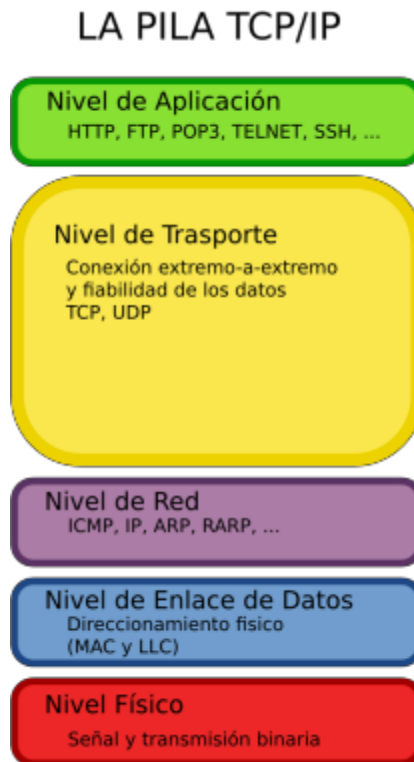 LA PILA TCP/IP
Nivel de Aplicación
HTTP, FTP, POP3, TELNET, SSH, ...
Nivel de Trasporte
Conexión extremo-a-extremo
y fiabilidad de los datos
TCP, UDP
Nivel de Red
ICMP, IP, ARP, RARP, ...
Nivel de Enlace de Datos
Direccionamiento fisico
(MAC y LLC)
Nivel Físico
Señal y transmisión binaria